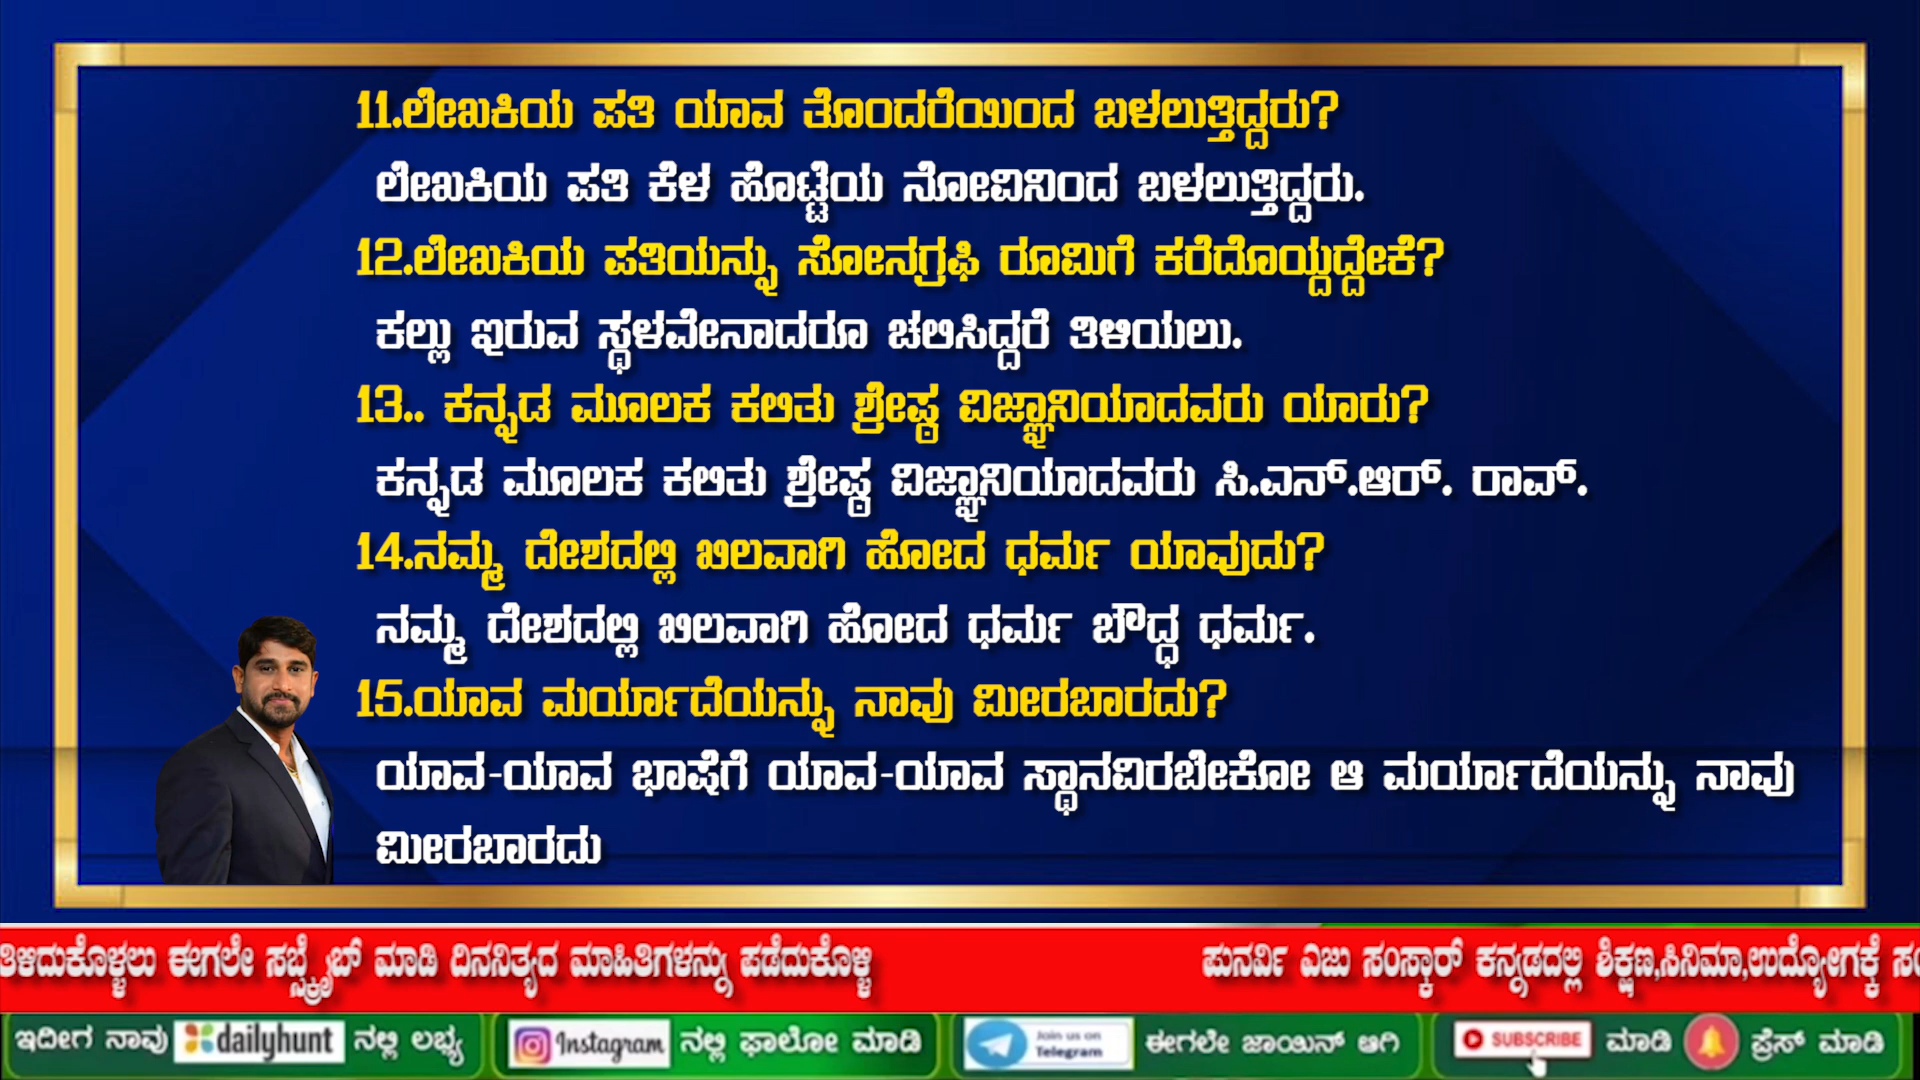 11.ಲೇಖಕಿಯ ಪತಿ ಯಾವ ತೊಂದರೆಯಿಂದ ಬಳಲುತ್ತಿದ್ದರು?
ಲೇಖಕಿಯ ಪತಿ ಕೆಳ ಹೊಟ್ಟೆಯ ನೋವಿನಿಂದ ಬಳಲುತ್ತಿದ್ದರು.
12.ಲೇಖಕಿಯ ಪತಿಯನ್ನು ಸೋನಗ್ರಫಿ ರೂಮಿಗೆ ಕರೆದೊಯ್ದದ್ದೇಕೆ?
ಕಲ್ಲು ಇರುವ ಸ್ಥಳವೇನಾದರೂ ಚಲಿಸಿದ್ದರೆ ತಿಳಿಯಲು.
13.. ಕನ್ನಡ ಮೂಲಕ ಕಲಿತು ಶ್ರೇಷ್ಠ ವಿಜ್ಞಾನಿಯಾದವರು ಯಾರು?
ಕನ್ನಡ ಮೂಲಕ ಕಲಿತು ಶ್ರೇಷ್ಠ ವಿಜ್ಞಾನಿಯಾದವರು ಸಿ.ಎನ್.ಆರ್. ರಾವ್.
14.ನಮ್ಮ ದೇಶದಲ್ಲಿ ಖಿಲವಾಗಿ ಹೋದ ಧರ್ಮ ಯಾವುದು?
ನಮ್ಮ ದೇಶದಲ್ಲಿ ಖಿಲವಾಗಿ ಹೋದ ಧರ್ಮ ಬೌದ್ಧ ಧರ್ಮ.
15.ಯಾವ ಮರ್ಯಾದೆಯನ್ನು ನಾವು ಮೀರಬಾರದು?
ಯಾವ-ಯಾವ ಭಾಷೆಗೆ ಯಾವ-ಯಾವ ಸ್ಥಾನವಿರಬೇಕೋ ಆ ಮರ್ಯಾದೆಯನ್ನು ನಾವು
ಮೀರಬಾರದು
ತಿಳಿದುಕೊಳ್ಳಲು ಈಗಲೇ ಸಬ್ಸ್ಕ್ರೈಬ್ ಮಾಡಿ ದಿನನಿತ್ಯದ ಮಾಹಿತಿಗಳನ್ನು ಪಡೆದುಕೊಳ್ಳಿ ಪುನರ್ವಿ ಎಜು ಸಂಸ್ಕಾರ್ ಕನ್ನಡದಲ್ಲಿ ಶಿಕ್ಷಣ,ಸಿನಿಮಾ,ಉದ್ಯೋಗಕ್ಕೆ
ಇದೀಗ ನಾವು dailyhunt ನಲ್ಲಿ ಲಭ್ಯ Instagram ನಲ್ಲಿ ಫಾಲೋ ಮಾಡಿ Join us on Telegram ಈಗಲೇ ಜಾಯಿನ್ ಆಗಿ SUBSCRIBE ಮಾಡಿ ಪ್ರೆಸ್ ಮಾಡಿ